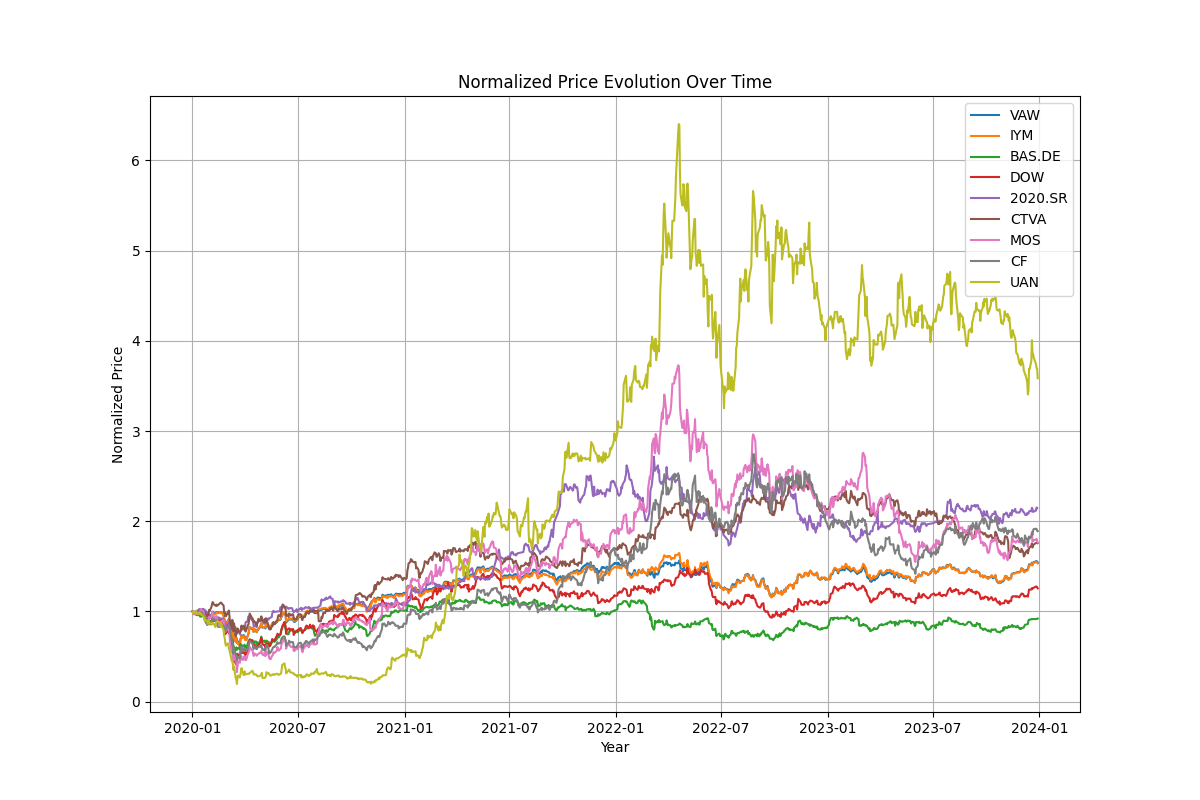 Normalized Price Evolution Over Time
Normalized Price
6
5
4
3
2
1
0
VAW
IYM
BAS.DE
DOW
2020.SR
CTVA
MOS
CF
UAN
2020-01 2020-07 2021-01 2021-07 2022-01 2022-07 2023-01 2023-07 2024-01
Year